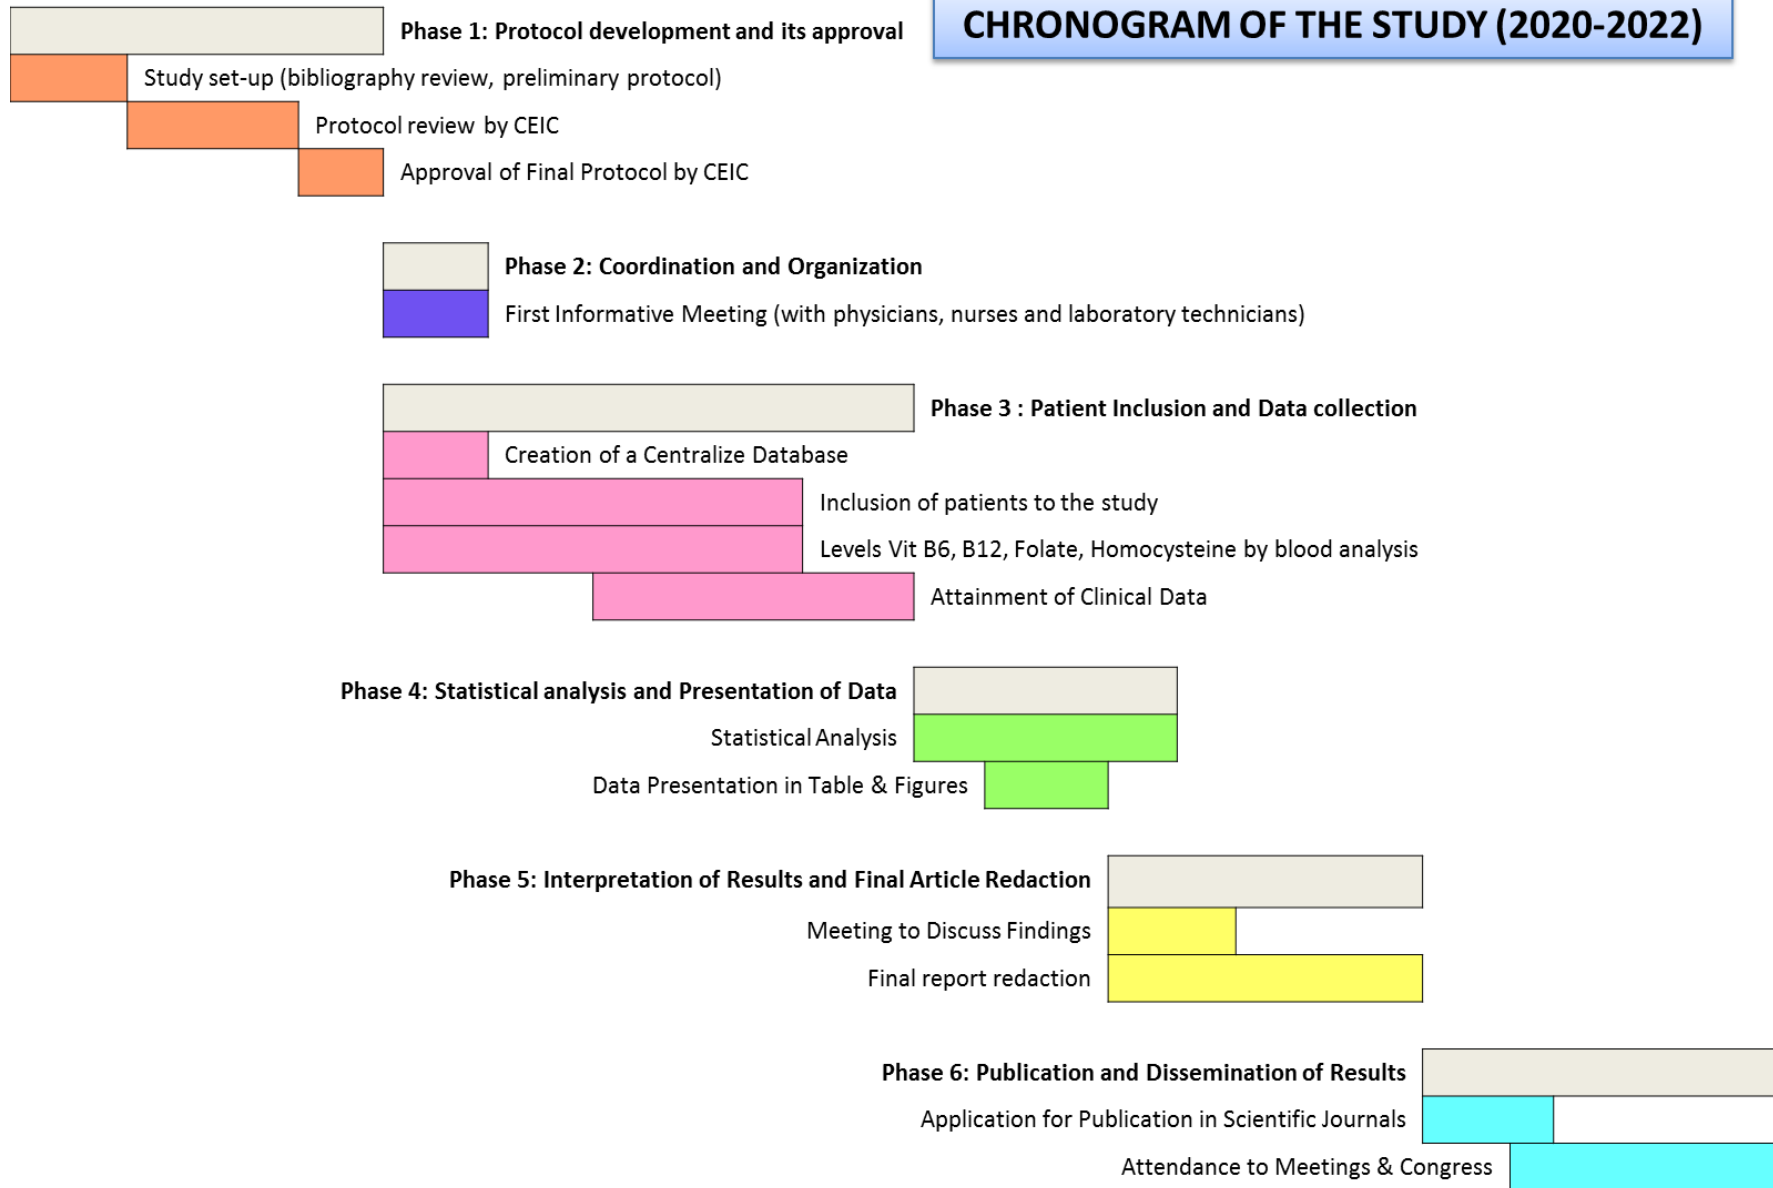 CHRONOGRAM OF THE STUDY (2020-2022)
Phase 1: Protocol development and its approval
Study set-up (bibliography review, preliminary protocol)
Protocol review by CEIC
Approval of Final Protocol by CEIC
Phase 2: Coordination and Organization
First Informative Meeting (with physicians, nurses and laboratory technicians)
Phase 3 : Patient Inclusion and Data collection
Creation of a Centralize Database
Inclusion of patients to the study
Levels Vit B6, B12, Folate, Homocysteine by blood analysis
Attainment of Clinical Data
Phase 4: Statistical analysis and Presentation of Data
Statistical Analysis
Data Presentation in Table & Figures
Phase 5: Interpretation of Results and Final Article Redaction
Meeting to Discuss Findings
Final report redaction
Phase 6: Publication and Dissemination of Results
Application for Publication in Scientific Journals
Attendance to Meetings & Congress